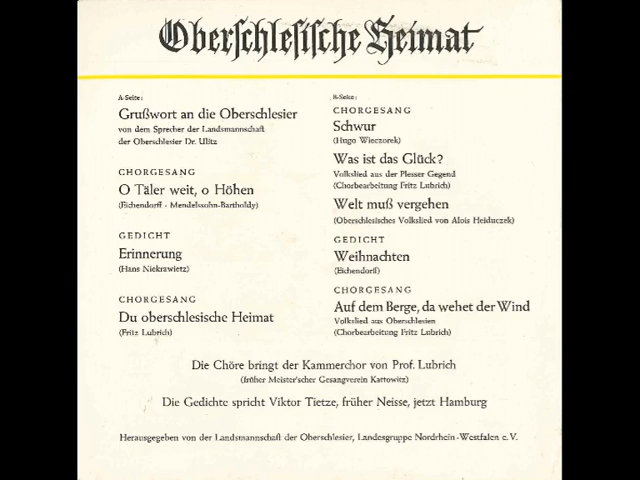 Oberschlesische Heimat
A-Seite:
Grußwort an die Oberschlesier
von dem Sprecher der Landsmannschaft
der Oberschlesier Dr. Ulitz
CHORGESANG
O Täler weit, o Höhen
(Eichendorff - Mendelssohn-Bartholdy)
GEDICHT
Erinnerung
(Hans Niekrawietz)
CHORGESANG
Du oberschlesische Heimat
(Fritz Lubrich)
B-Seite:
CHORGESANG
Schwur
(Hugo Wieczorek)
Was ist das Glück?
Volkslied aus der Plesser Gegend
(Chorbearbeitung Fritz Lubrich)
Welt muß vergehen
(Oberschlesisches Volkslied von Alois Heiduczek)
GEDICHT
Weihnachten
(Eichendorff)
CHORGESANG
Auf dem Berge, da wehet der Wind
Volkslied aus Oberschlesien
(Chorbearbeitung Fritz Lubrich)
Die Chöre bringt der Kammerchor von Prof. Lubrich
(früher Meister'scher Gesangverein Kattowitz)
Die Gedichte spricht Viktor Tietze, früher Neisse, jetzt Hamburg
Herausgegeben von der Landsmannschaft der Oberschlesier, Landesgruppe Nordrhein-Westfalen e. V.